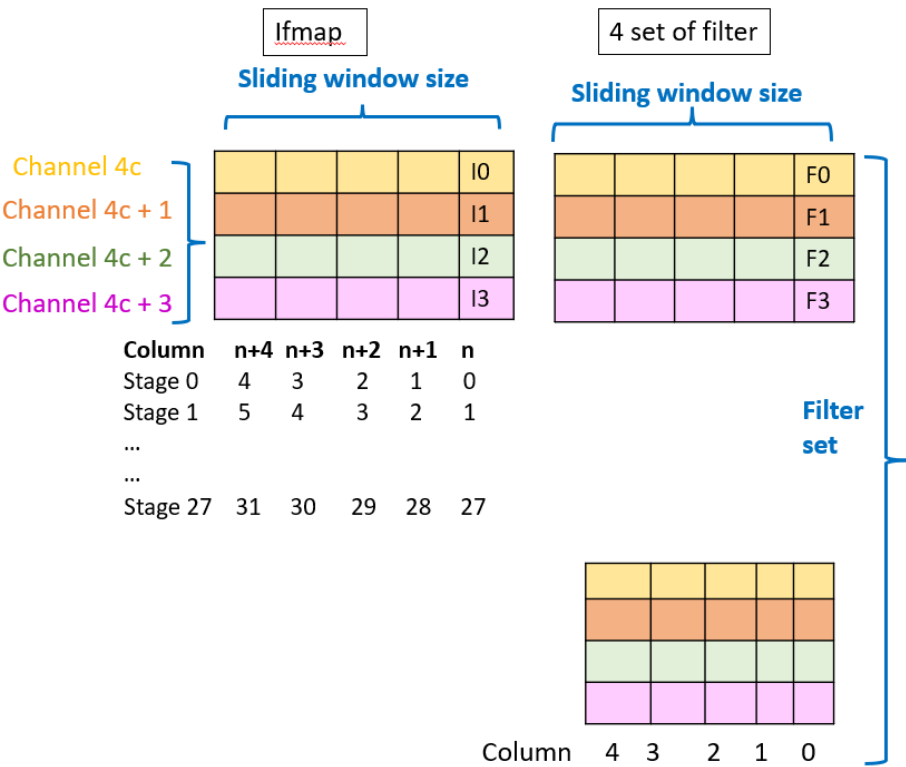 Ifmap
4 set of filter
Sliding window size
Sliding window size
Channel 4c
Channel 4c + 1
Channel 4c + 2
Channel 4c + 3
I0
I1
I2
I3
F0
F1
F2
F3
Column n+4 n+3 n+2 n+1 n
Stage 0 4 3 2 1 0
Stage 1 5 4 3 2 1
...
...
Stage 27 31 30 29 28 27
Filter
set
Column 4 3 2 1 0